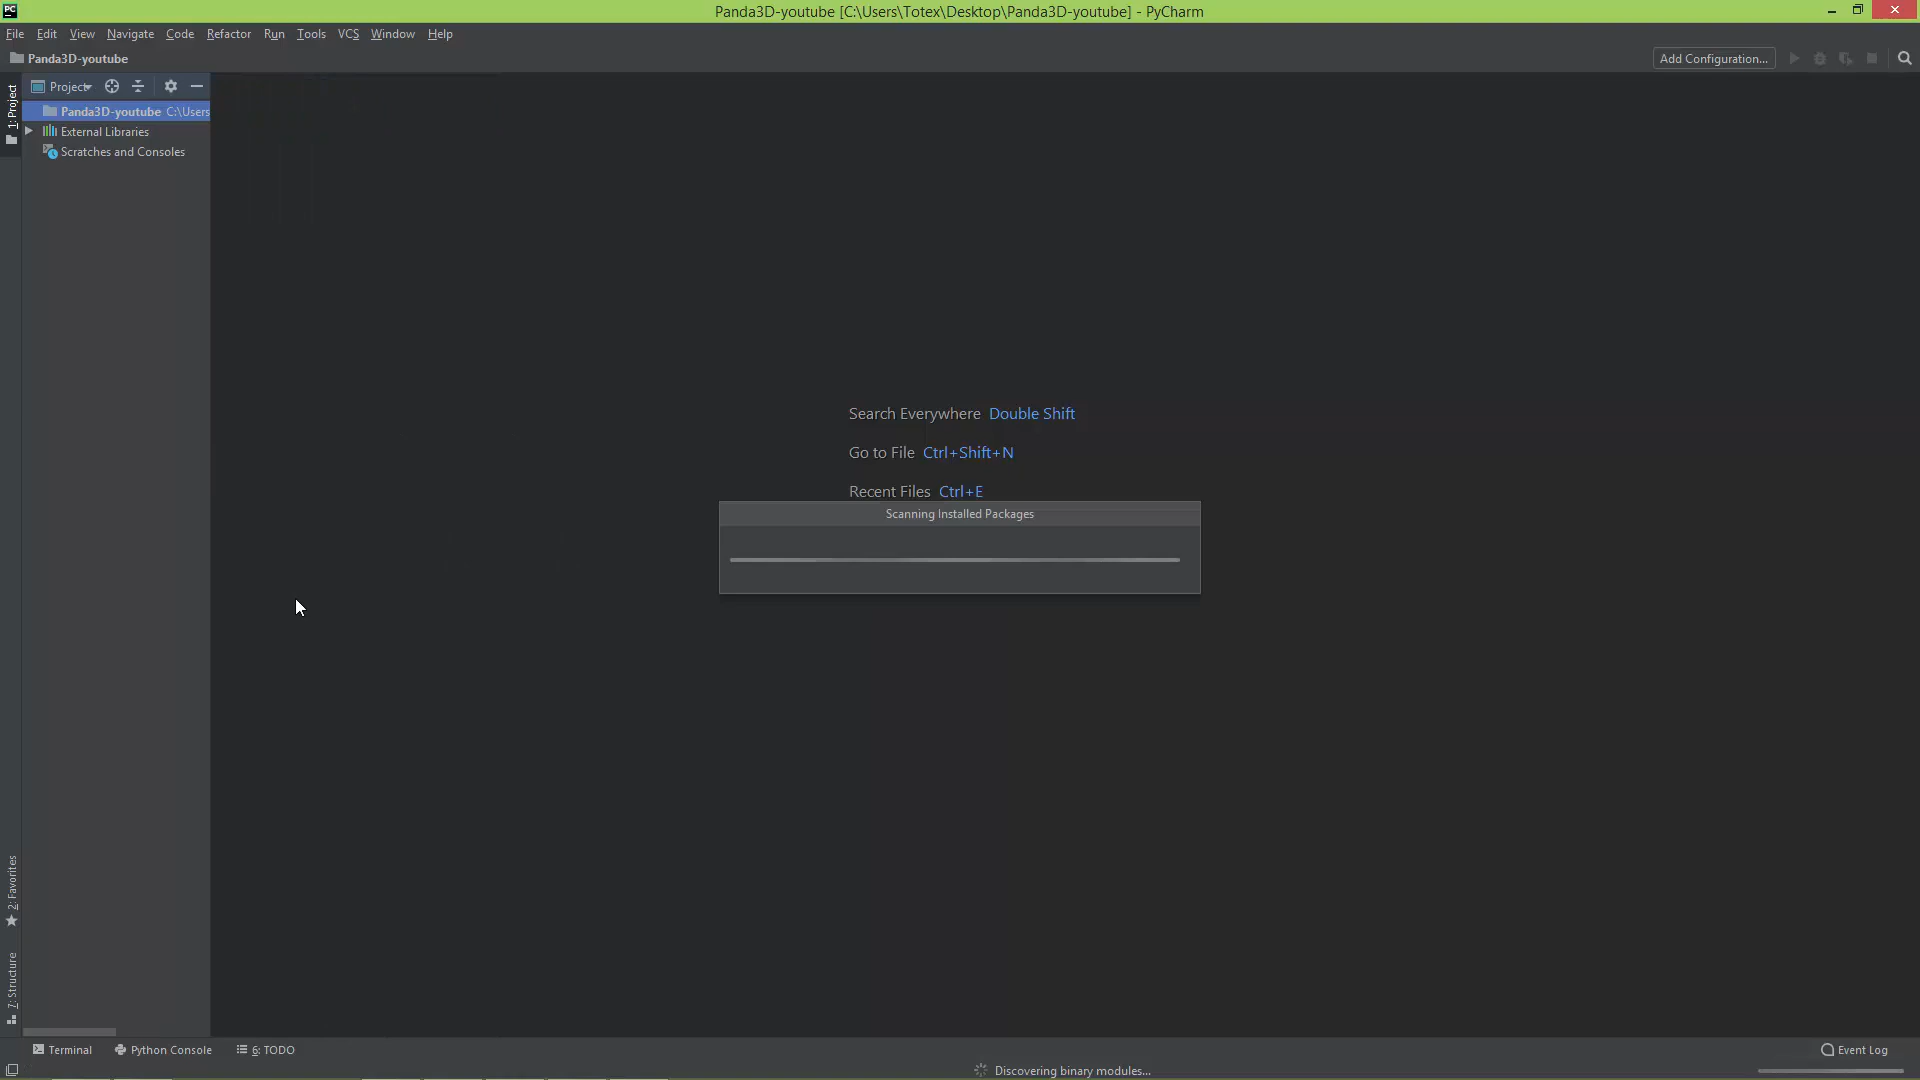 PC
Panda3D-youtube [C:\Users\Totex\Desktop\Panda3D-youtube] - PyCharm
File Edit View Navigate Code Refactor Run Tools VCS Window Help
Panda3D-youtube
Add Configuration...
1: Project
Project
Panda3D-youtube C:\Users
External Libraries
Scratches and Consoles
Search Everywhere Double Shift
Go to File Ctrl+Shift+N
Recent Files Ctrl+E
Scanning Installed Packages
2: Favorites
7: Structure
Terminal Python Console 6: TODO
Event Log
Discovering binary modules...